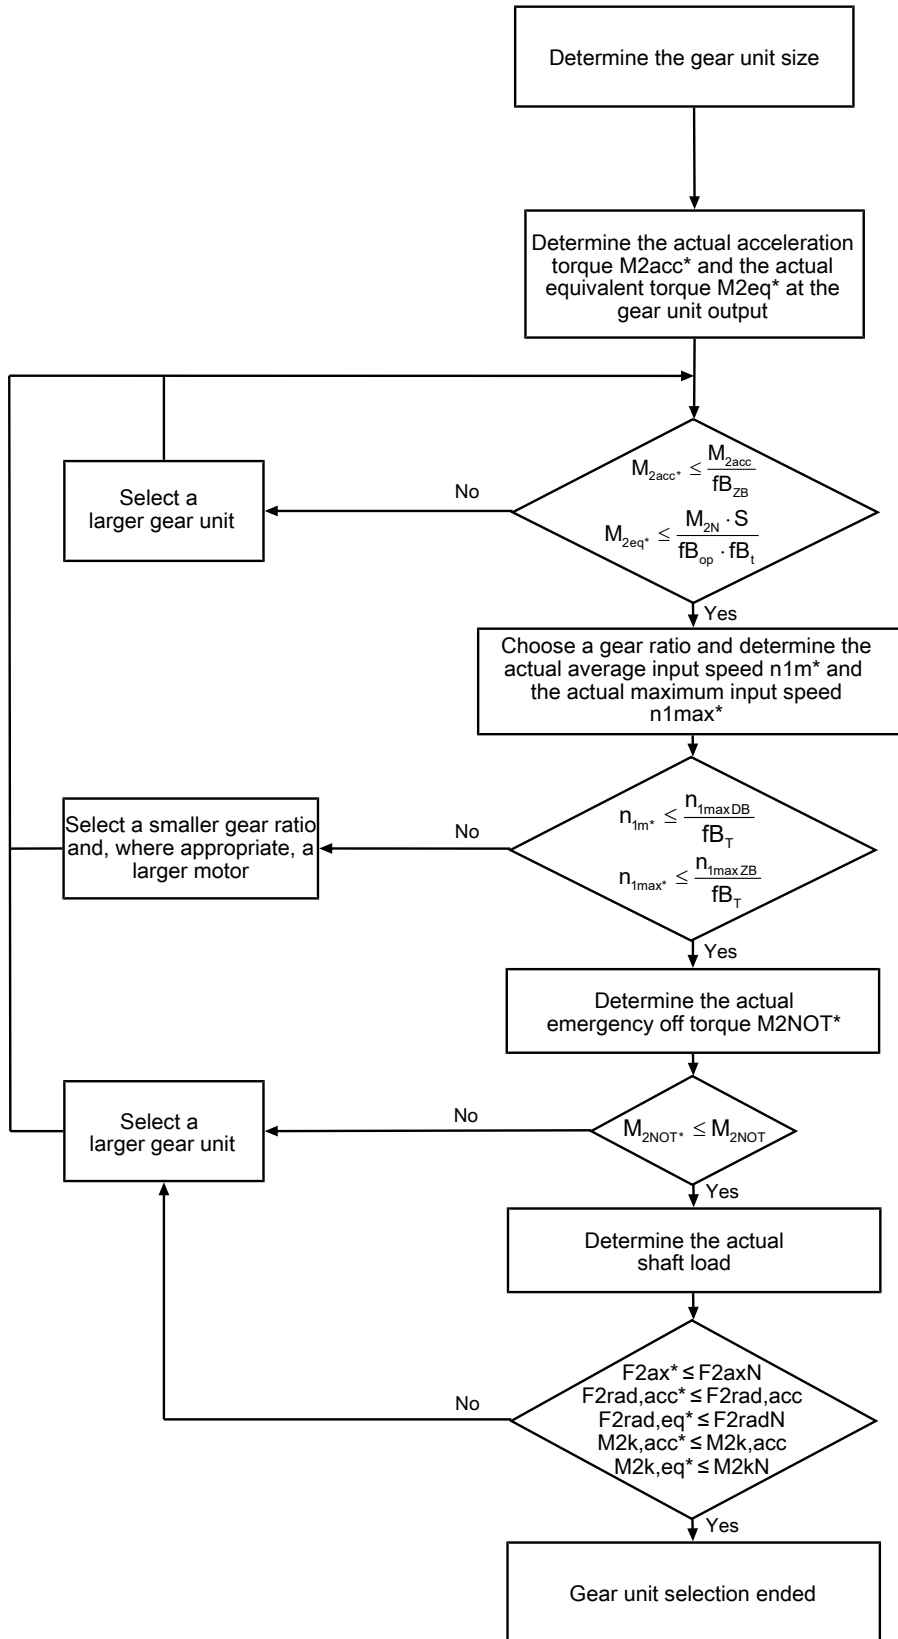 Determine the gear unit size
Determine the actual acceleration
torque M2acc* and the actual
equivalent torque M2eq* at the
gear unit output
M2acc* ≤ M2acc / fBZB
No
Select a
larger gear unit
M2eq* ≤ M2N · S / fBop · fBt
Yes
Choose a gear ratio and determine the
actual average input speed n1m* and
the actual maximum input speed
n1max*
n1m* ≤ n1maxDB / fBT
No
Select a smaller gear ratio
and, where appropriate, a
larger motor
n1max* ≤ n1maxZB / fBT
Yes
Determine the actual
emergency off torque M2NOT*
No
Select a
larger gear unit
M2NOT* ≤ M2NOT
Yes
Determine the actual
shaft load
F2ax* ≤ F2axN
F2rad,acc* ≤ F2rad,acc
No
F2rad,eq* ≤ F2radN
M2k,acc* ≤ M2k,acc
M2k,eq* ≤ M2kN
Yes
Gear unit selection ended